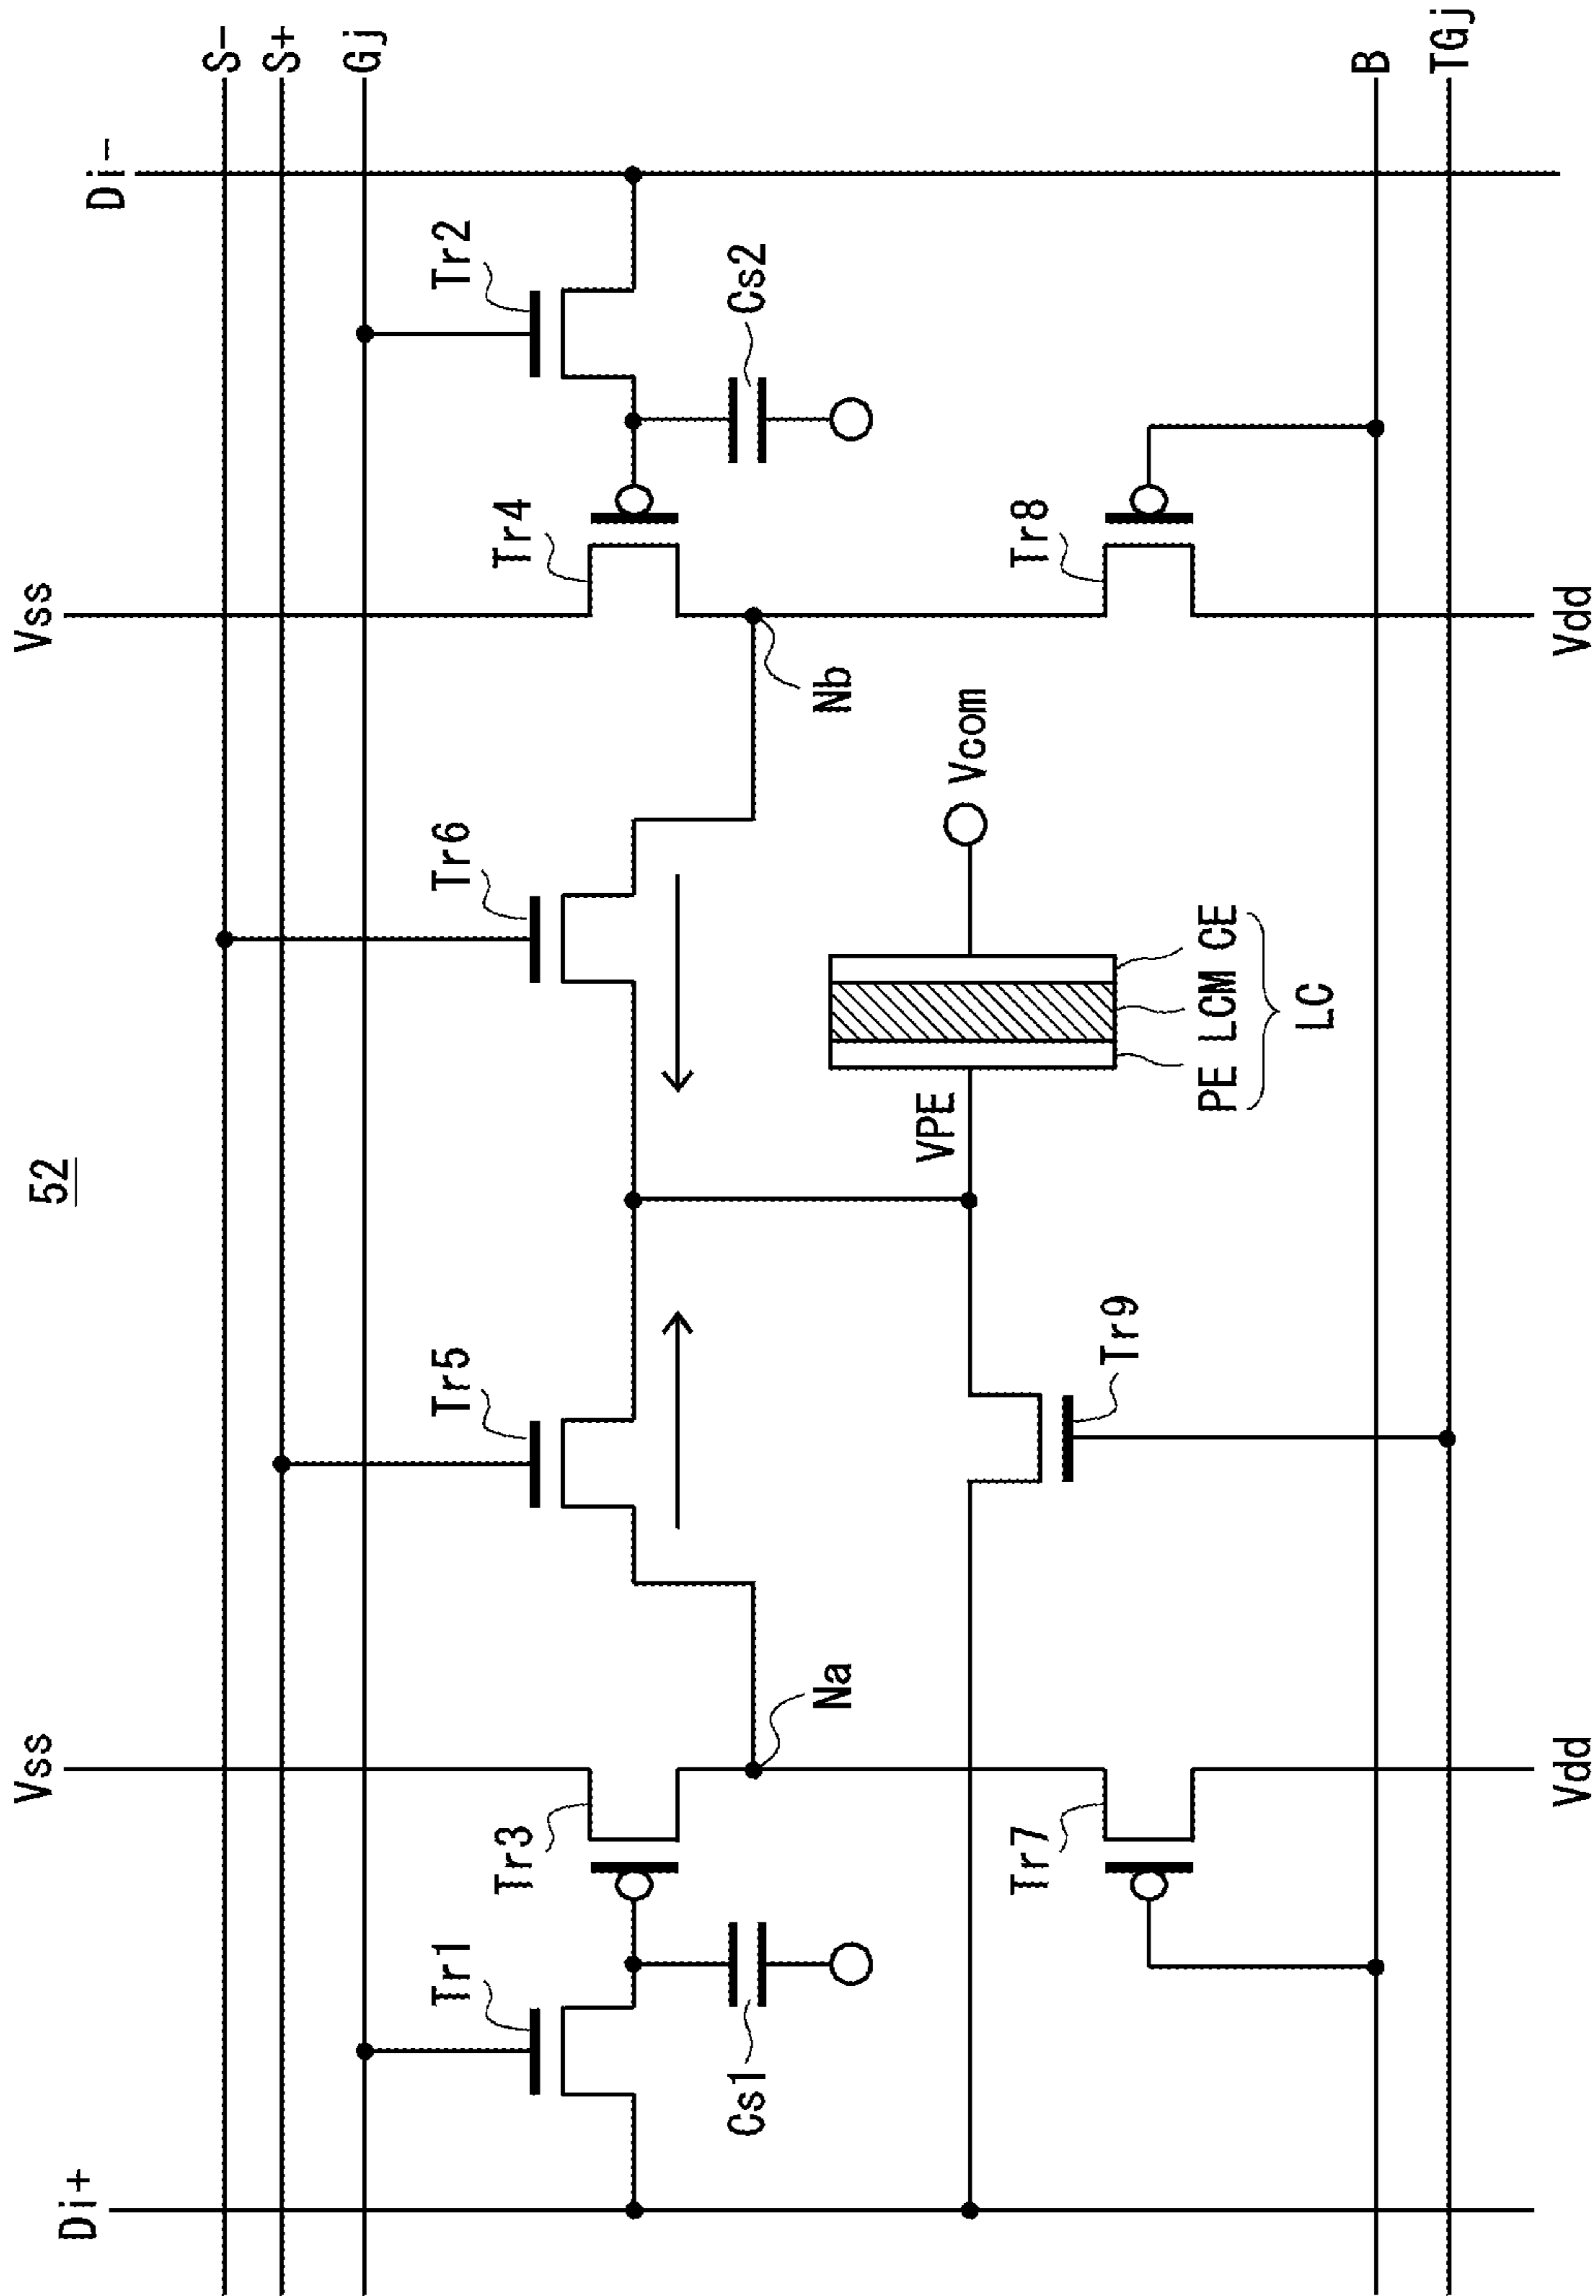 52
Di+
Vss
Vss
Di-
S-
S+
Gj
Tr1
Tr5
Tr6
Tr2
Tr3
Tr4
Cs1
Cs2
Na
Nb
VPE
Vcom
PE LCM CE
LC
Tr7
Tr9
Tr8
B
TGj
Vdd
Vdd